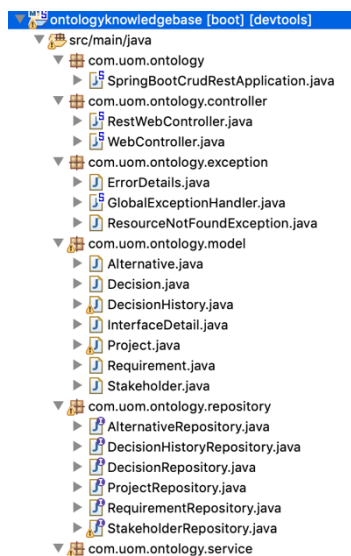 ontologyknowledgebase [boot] [devtools]
src/main/java
com.uom.ontology
SpringBootCrudRestApplication.java
com.uom.ontology.controller
RestWebController.java
WebController.java
com.uom.ontology.exception
ErrorDetails.java
GlobalExceptionHandler.java
ResourceNotFoundException.java
com.uom.ontology.model
Alternative.java
Decision.java
DecisionHistory.java
InterfaceDetail.java
Project.java
Requirement.java
Stakeholder.java
com.uom.ontology.repository
AlternativeRepository.java
DecisionHistoryRepository.java
DecisionRepository.java
ProjectRepository.java
RequirementRepository.java
StakeholderRepository.java
com.uom.ontology.service